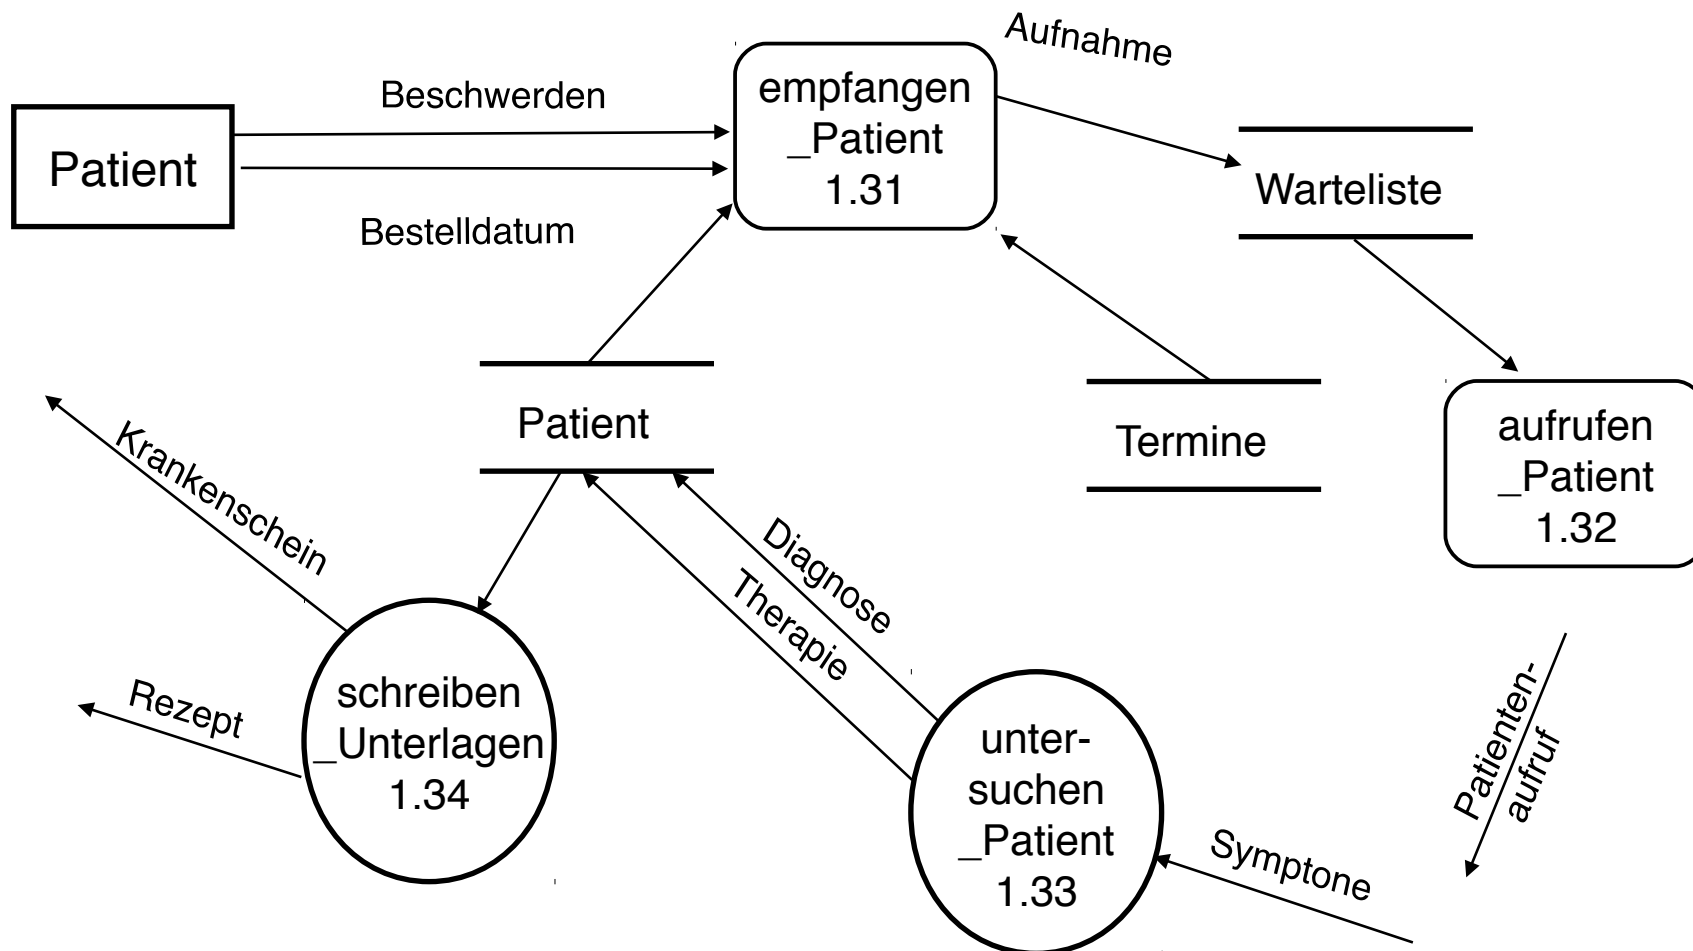 Aufnahme
Beschwerden
empfangen
_Patient
1.31
Patient
Warteliste
Bestelldatum
Patient
Termine
aufrufen
_Patient
1.32
Krankenschein
Diagnose
Therapie
Rezept
schreiben
_Unterlagen
1.34
unter-
suchen
_Patient
1.33
Patienten-
aufruf
Symptone